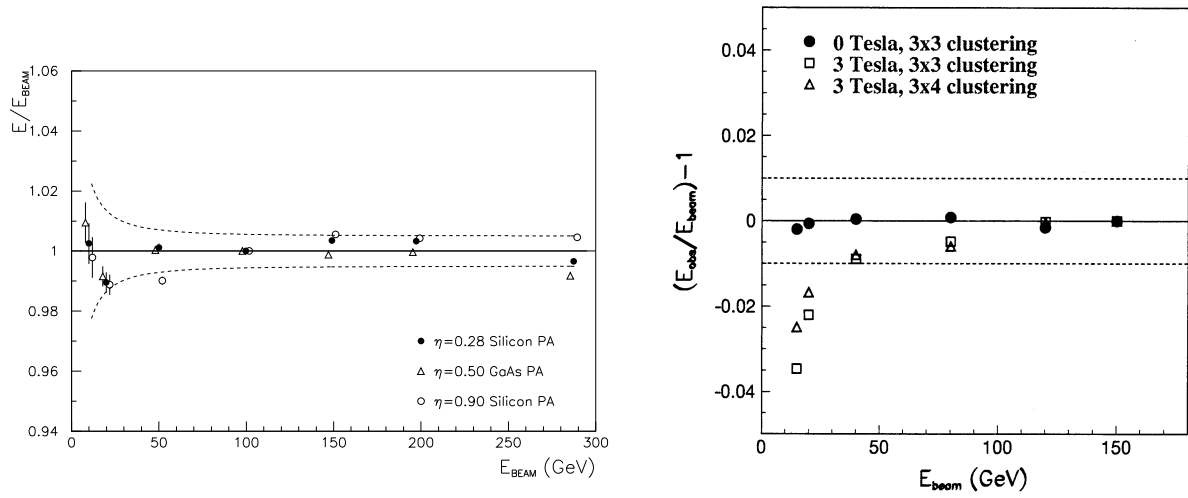 E/E_BEAM
1.06
1.04
1.02
1
0.98
0.96
0.94
0 50 100 150 200 250 300
E_BEAM (GeV)
η=0.28 Silicon PA
η=0.50 GaAs PA
η=0.90 Silicon PA
(E_obs/E_beam)-1
0.04
0.02
0
-0.02
-0.04
0 50 100 150
E_beam (GeV)
0 Tesla, 3x3 clustering
3 Tesla, 3x3 clustering
3 Tesla, 3x4 clustering